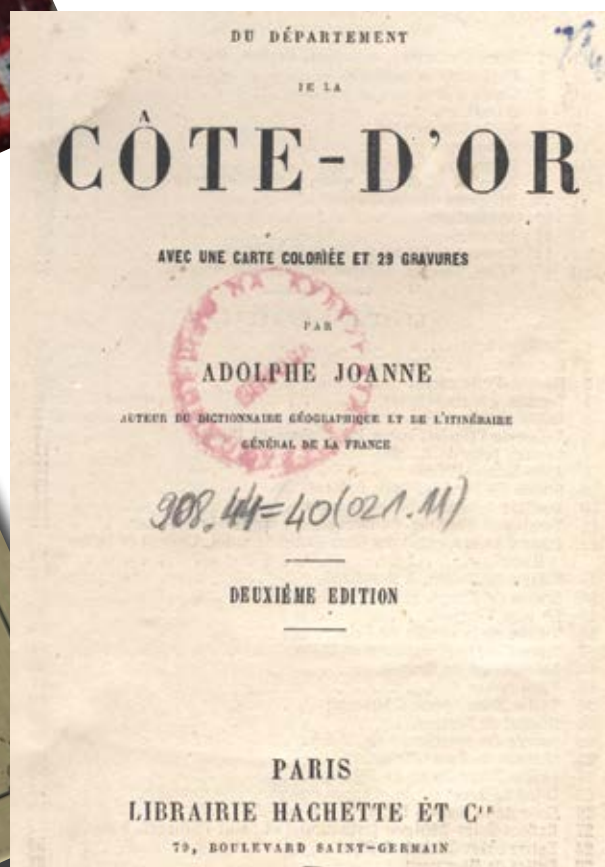 DU DÉPARTEMENT
DE LA
CÔTE-D'OR
AVEC UNE CARTE COLORIÉE ET 29 GRAVURES
PAR
ADOLPHE JOANNE
AUTEUR DU DICTIONNAIRE GÉOGRAPHIQUE ET DE L'ITINÉRAIRE
GÉNÉRAL DE LA FRANCE
908.44=40(021.11)
DEUXIÈME EDITION
PARIS
LIBRAIRIE HACHETTE ET Cie
79, BOULEVARD SAINT-GERMAIN